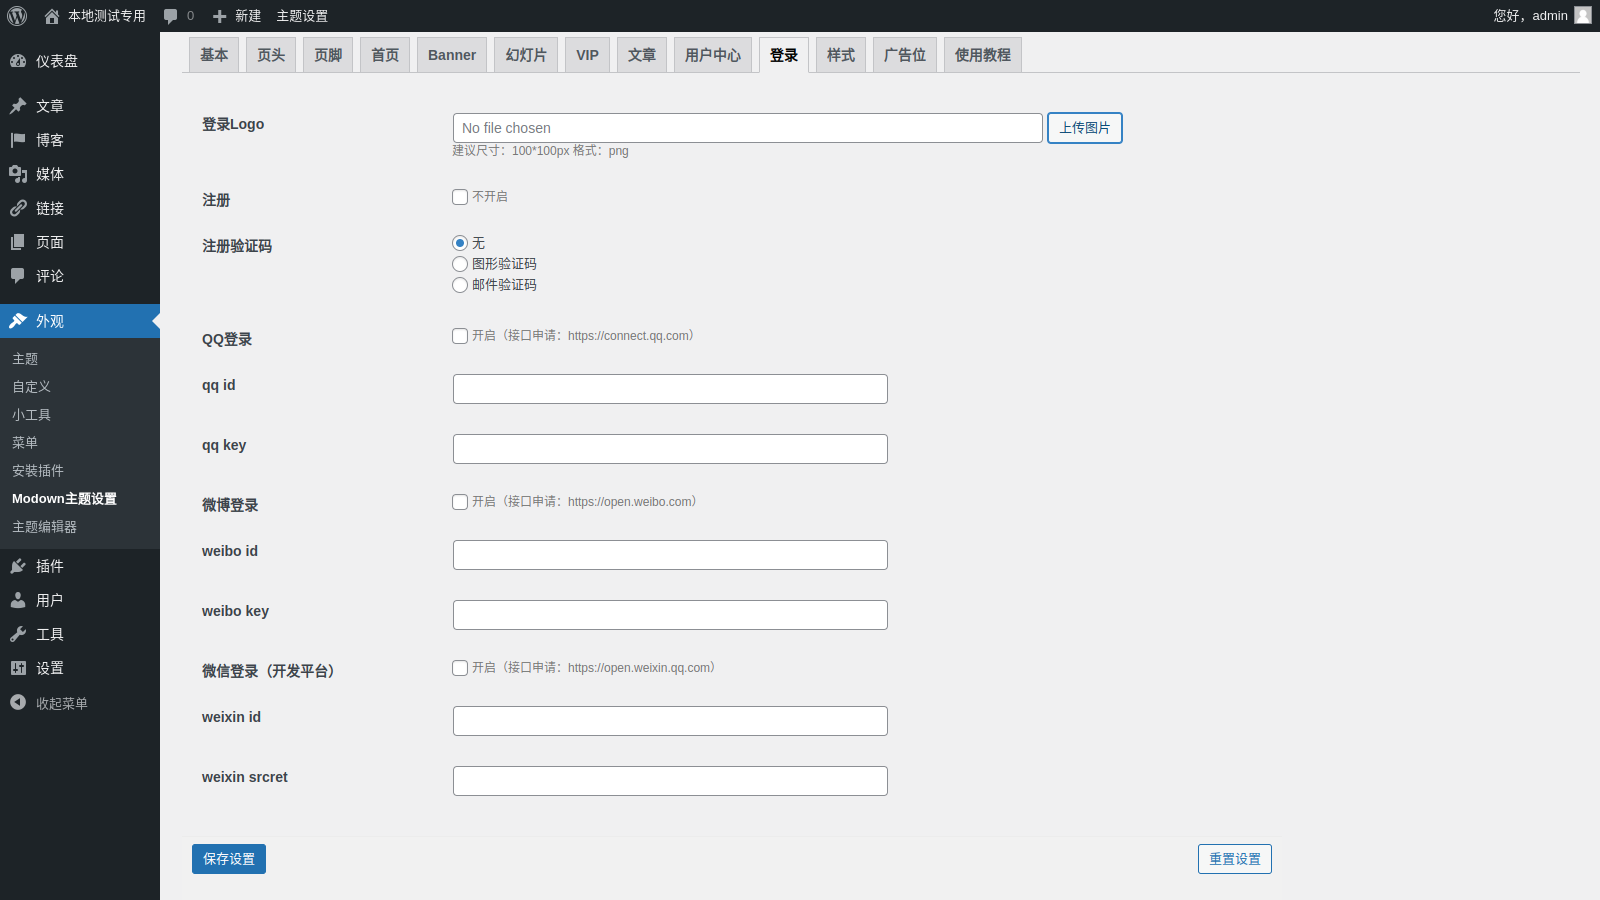 本地测试专用 0 新建 主题设置 您好，admin
仪表盘
文章
博客
媒体
链接
页面
评论
外观
主题
自定义
小工具
菜单
安装插件
Modown主题设置
主题编辑器
插件
用户
工具
设置
收起菜单
基本 页头 页脚 首页 Banner 幻灯片 VIP 文章 用户中心 登录 样式 广告位 使用教程
登录Logo No file chosen 上传图片
建议尺寸：100*100px 格式：png
注册 不开启
注册验证码 无
图形验证码
邮件验证码
QQ登录 开启（接口申请：https://connect.qq.com）
qq id
qq key
微博登录 开启（接口申请：https://open.weibo.com）
weibo id
weibo key
微信登录（开发平台） 开启（接口申请：https://open.weixin.qq.com）
weixin id
weixin srcret
保存设置 重置设置